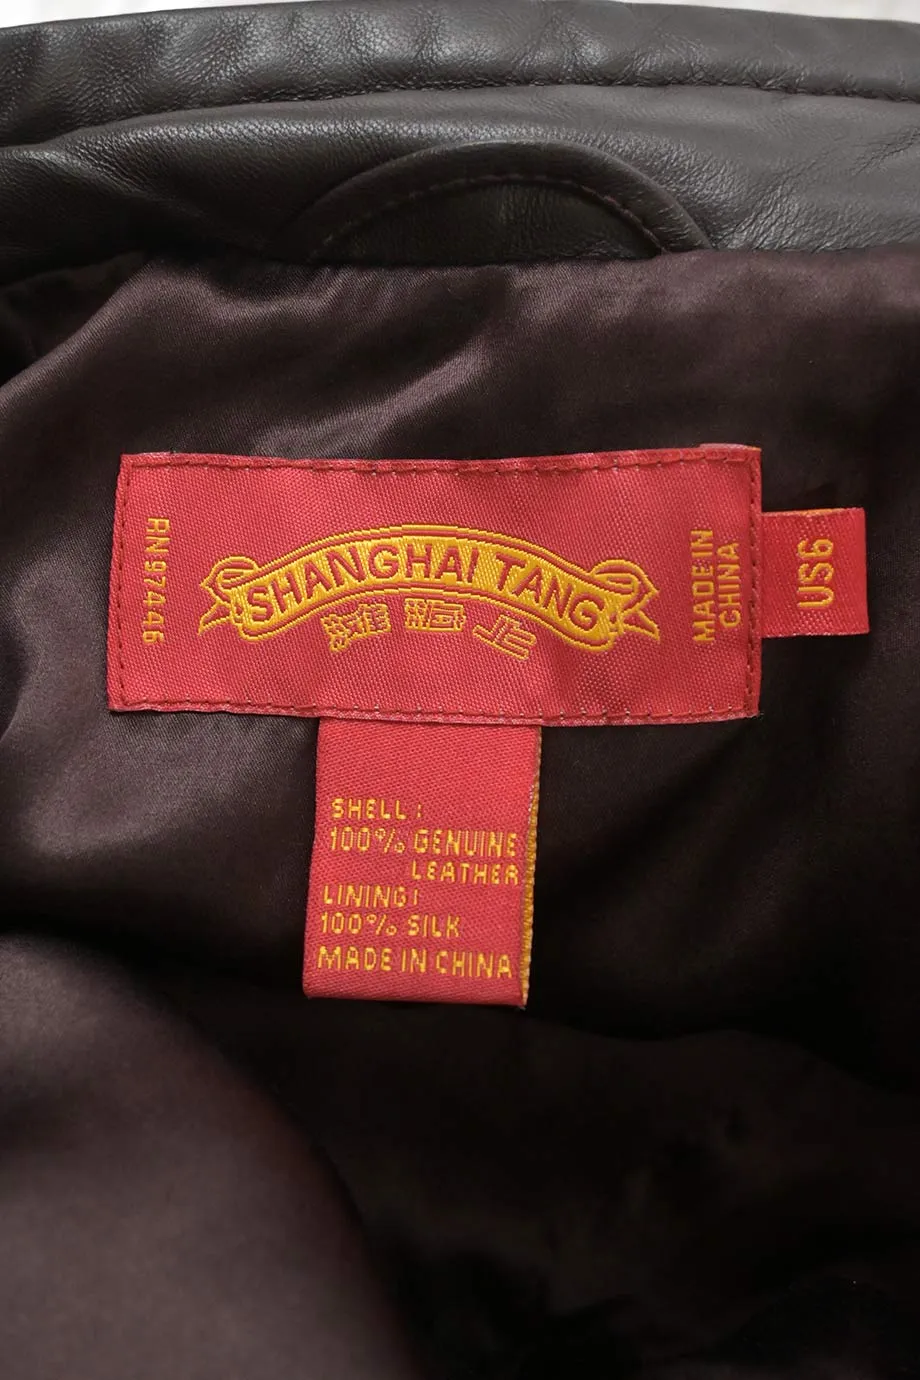 RN 97446
SHANGHAI TANG
MADE IN
CHINA
US6
SHELL :
100% GENUINE
LEATHER
LINING:
100% SILK
MADE IN CHINA